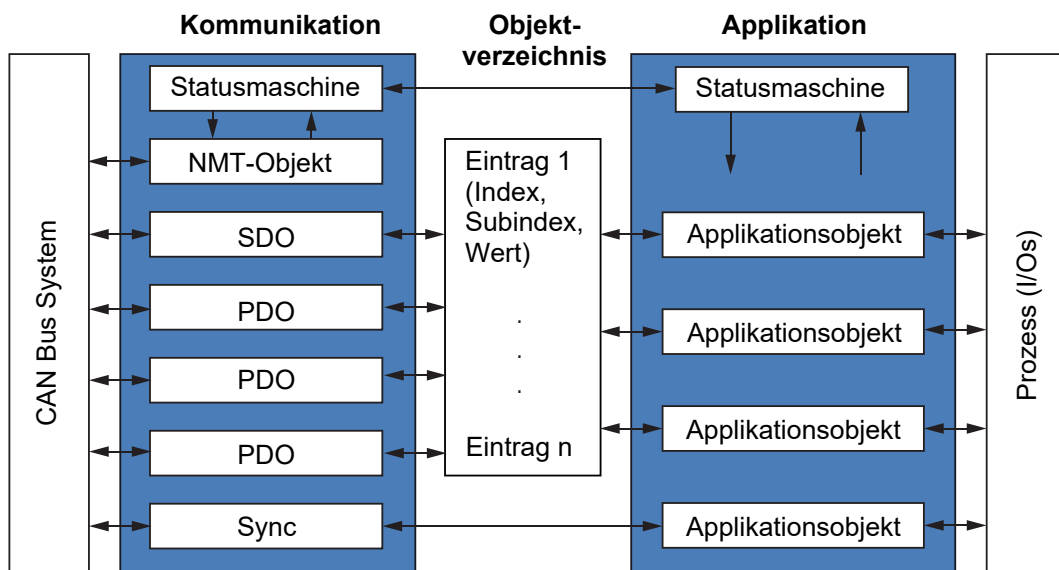 Kommunikation
Objekt-
verzeichnis
Applikation
CAN Bus System
Statusmaschine
NMT-Objekt
SDO
PDO
PDO
PDO
Sync
Eintrag 1
(Index,
Subindex,
Wert)
.
.
.
Eintrag n
Statusmaschine
Applikationsobjekt
Applikationsobjekt
Applikationsobjekt
Applikationsobjekt
Prozess (I/Os)